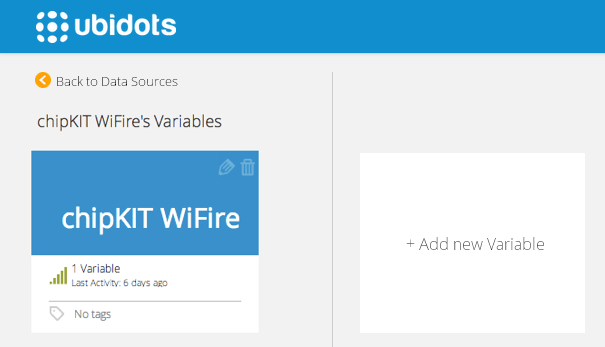 ubidots
Back to Data Sources
chipKIT WiFire's Variables
chipKIT WiFire
1 Variable
Last Activity: 6 days ago
No tags
+ Add new Variable